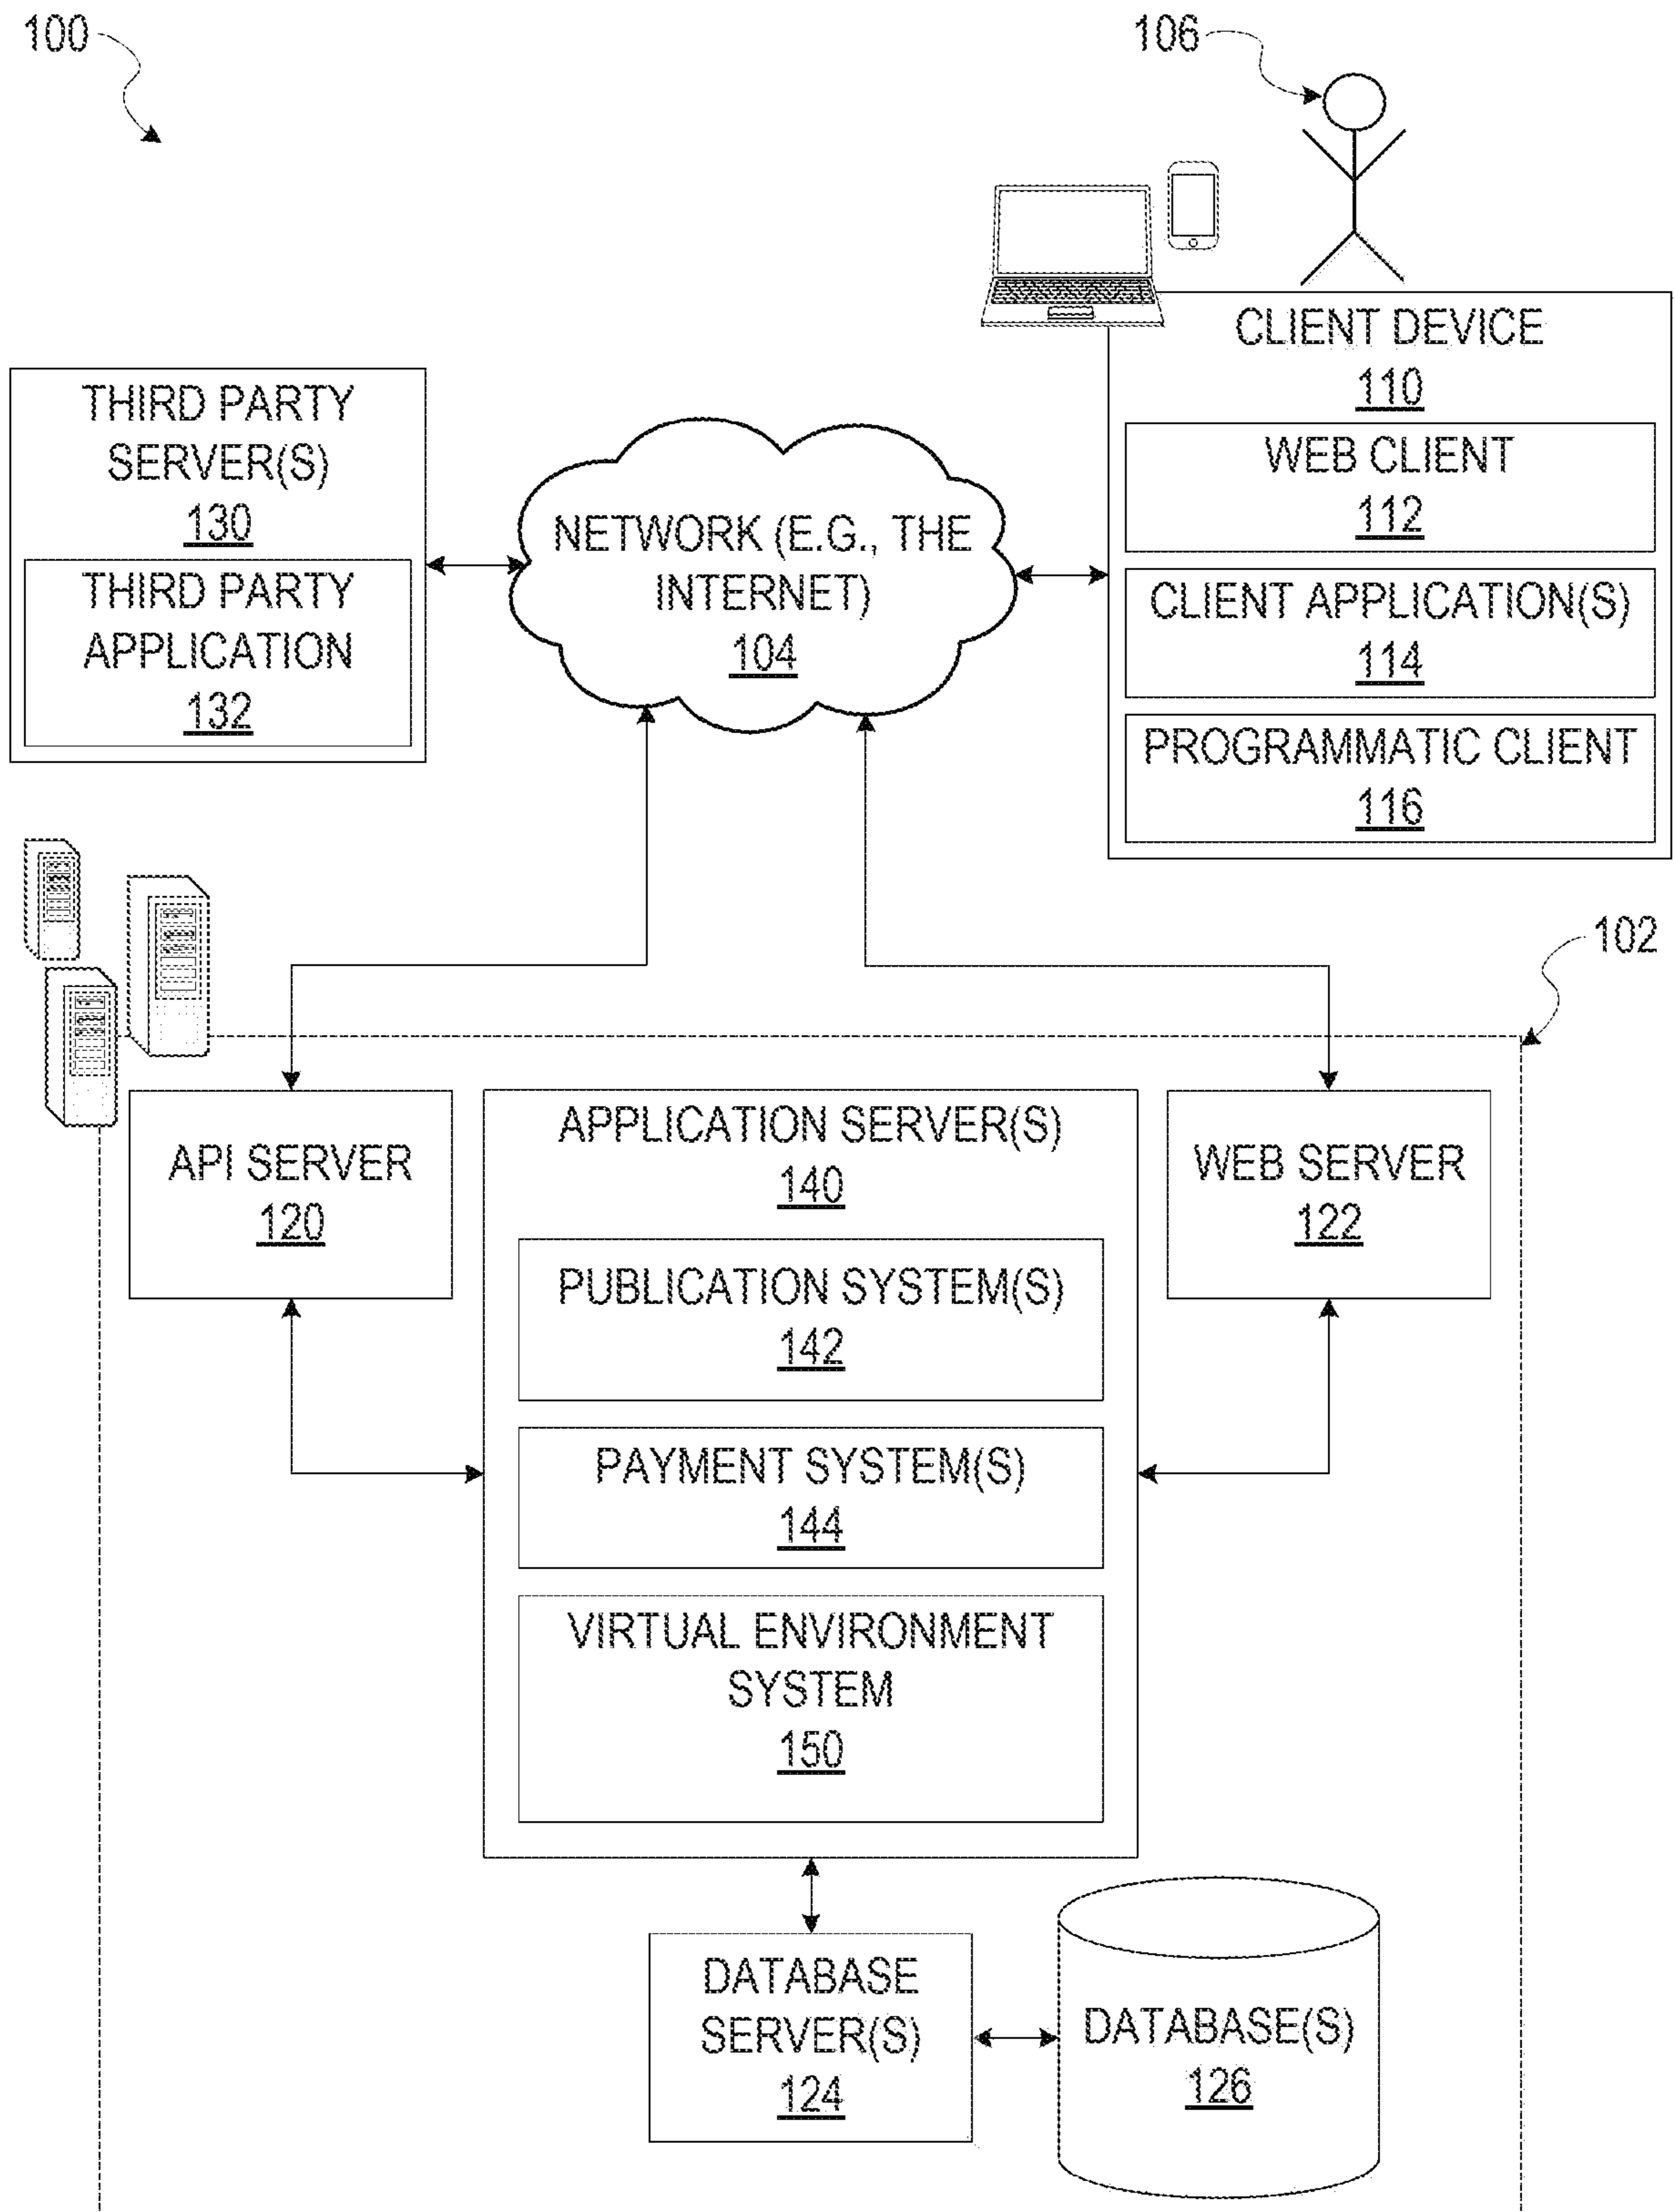 100
106
CLIENT DEVICE
110
WEB CLIENT
112
CLIENT APPLICATION(S)
114
PROGRAMMATIC CLIENT
116
THIRD PARTY
SERVER(S)
130
THIRD PARTY
APPLICATION
132
NETWORK (E.G., THE
INTERNET)
104
102
API SERVER
120
APPLICATION SERVER(S)
140
PUBLICATION SYSTEM(S)
142
PAYMENT SYSTEM(S)
144
VIRTUAL ENVIRONMENT
SYSTEM
150
WEB SERVER
122
DATABASE
SERVER(S)
124
DATABASE(S)
126